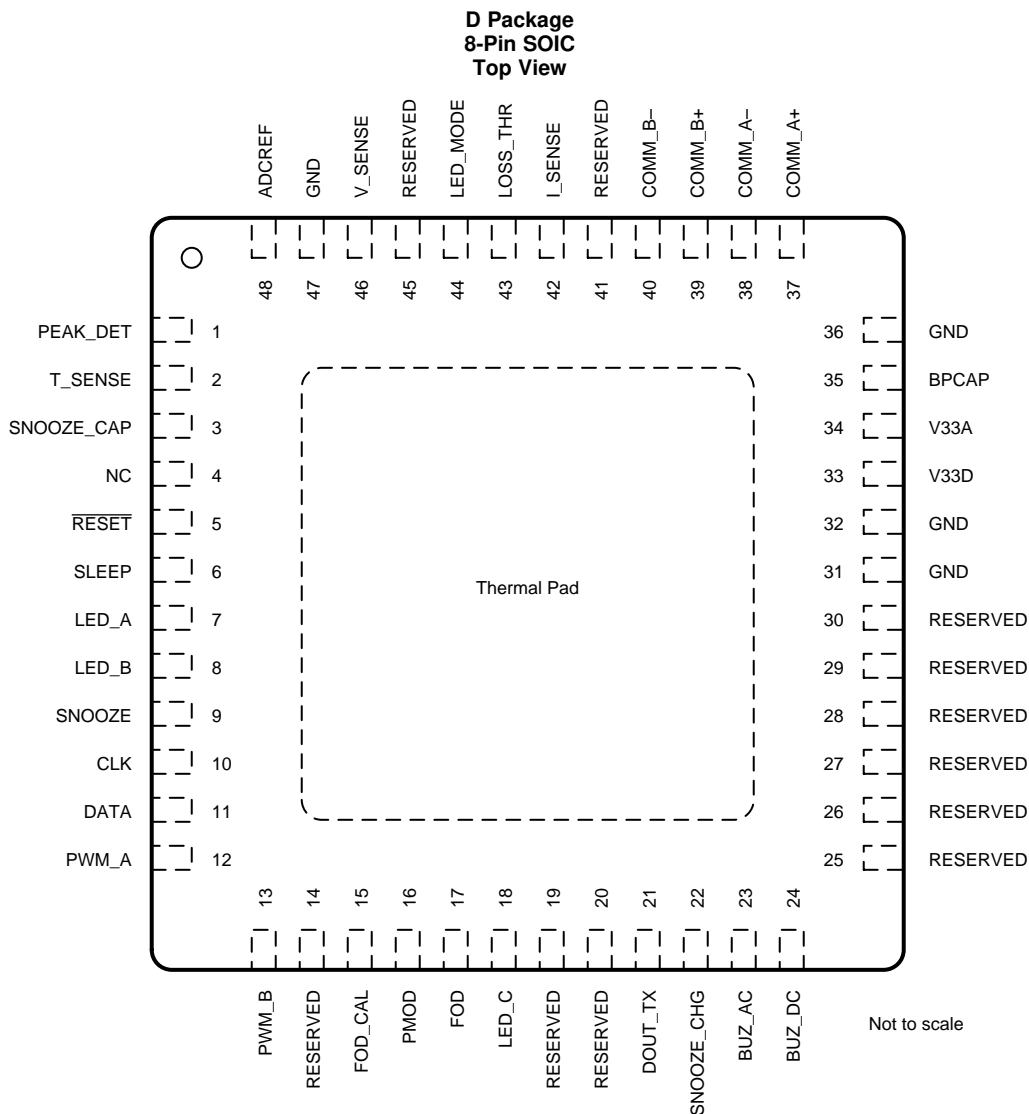 D Package
8-Pin SOIC
Top View
ADCREF
GND
V_SENSE
RESERVED
LED_MODE
LOSS_THR
I_SENSE
RESERVED
COMM_B–
COMM_B+
COMM_A–
COMM_A+
48 47 46 45 44 43 42 41 40 39 38 37
PEAK_DET 1 36 GND
T_SENSE 2 35 BPCAP
SNOOZE_CAP 3 34 V33A
NC 4 33 V33D
RESET 5 32 GND
SLEEP 6 31 GND
Thermal Pad
LED_A 7 30 RESERVED
LED_B 8 29 RESERVED
SNOOZE 9 28 RESERVED
CLK 10 27 RESERVED
DATA 11 26 RESERVED
PWM_A 12 25 RESERVED
13 14 15 16 17 18 19 20 21 22 23 24
PWM_B
RESERVED
FOD_CAL
PMOD
FOD
LED_C
RESERVED
RESERVED
DOUT_TX
SNOOZE_CHG
BUZ_AC
BUZ_DC
Not to scale